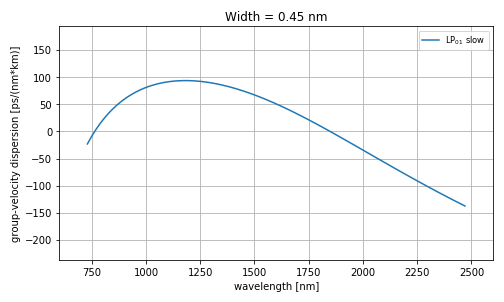 Width = 0.45 nm
LP₀₁ slow
group-velocity dispersion [ps/(nm*km)]
150
100
50
0
−50
−100
−150
−200
750 1000 1250 1500 1750 2000 2250 2500
wavelength [nm]